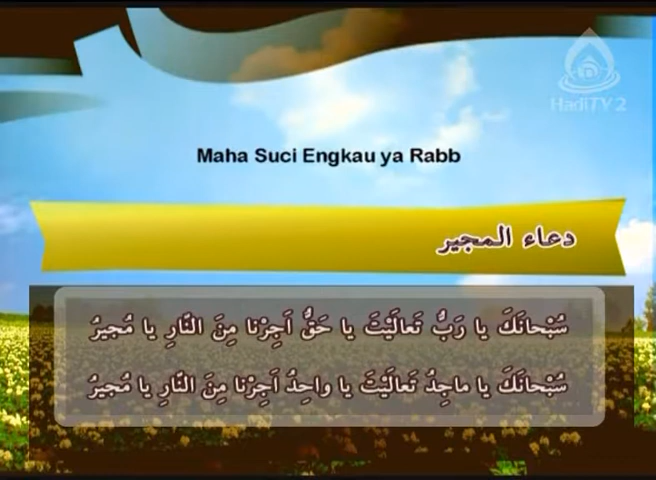 HadiTV 2
Maha Suci Engkau ya Rabb
دعاء المجير
سُبْحانَكَ يا رَبُّ تَعالَيْتَ يا حَقُّ اَجِرْنا مِنَ النّارِ يا مُجيرُ
سُبْحانَكَ يا ماجِدُ تَعالَيْتَ يا واحِدُ اَجِرْنا مِنَ النّارِ يا مُجيرُ